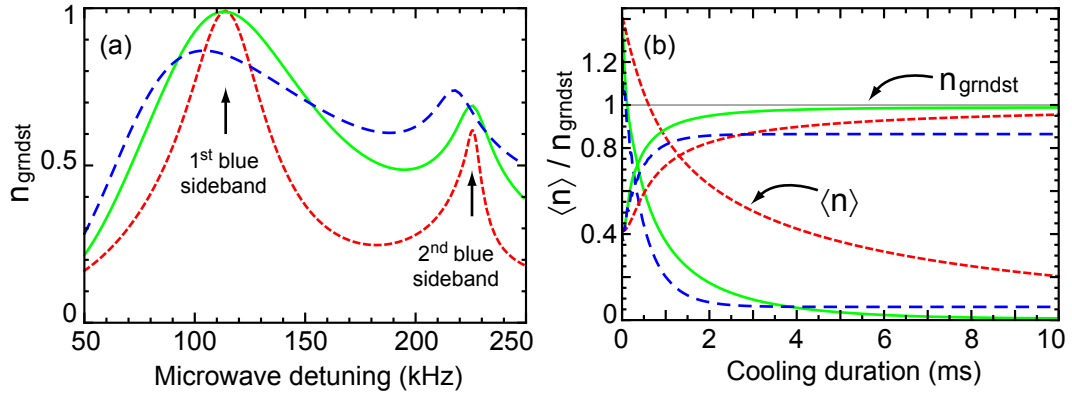 (a)
1
0.5
0
n_grndst
1st blue
sideband
2nd blue
sideband
50
100
150
200
250
Microwave detuning (kHz)
(b)
1.2
1
0.8
0.4
0
⟨n⟩ / n_grndst
n_grndst
⟨n⟩
0
2
4
6
8
10
Cooling duration (ms)